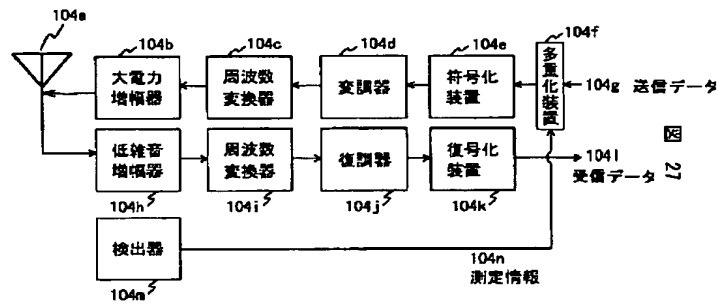 104a
104b
104c
104d
104e
104f
大電力
増幅器
周波数
変換器
変調器
符号化
装置
多重化装置
104g 送信データ
低雑音
増幅器
周波数
変換器
復調器
復号化
装置
104l
受信データ
104h
104i
104j
104k
検出器
104m
104n
測定情報
図 27